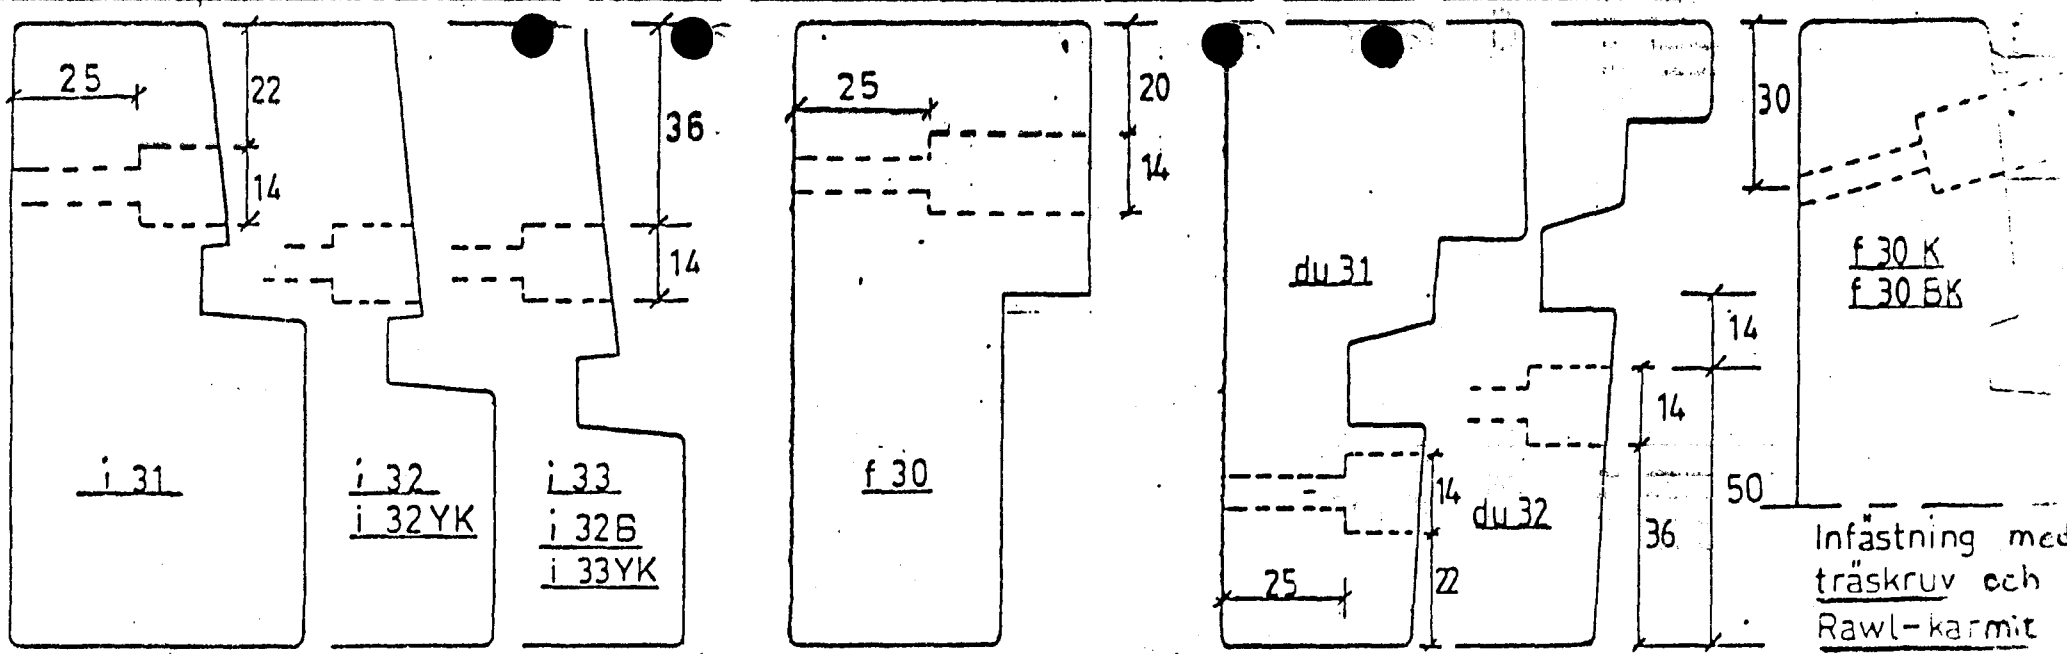 25
22
14
i 31
i 32
i 32YK
36
14
i 33
i 32B
i 33YK
25
20
14
f 30
du 31
14
22
25
du 32
14
36
14
50
30
f 30 K
f 30 BK
Infästning med
träskruv och
Rawl-karmit